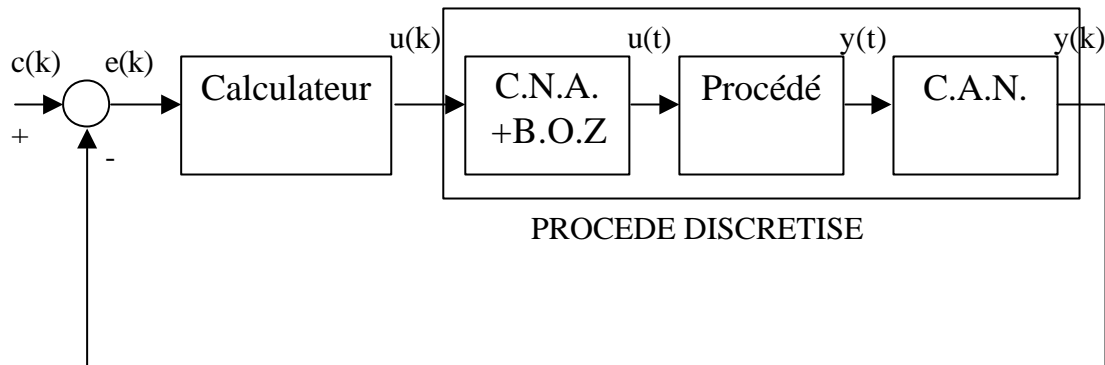 c(k)
e(k)
u(k)
u(t)
y(t)
y(k)
+
-
Calculateur
C.N.A.
+B.O.Z
Procédé
C.A.N.
PROCEDE DISCRETISE